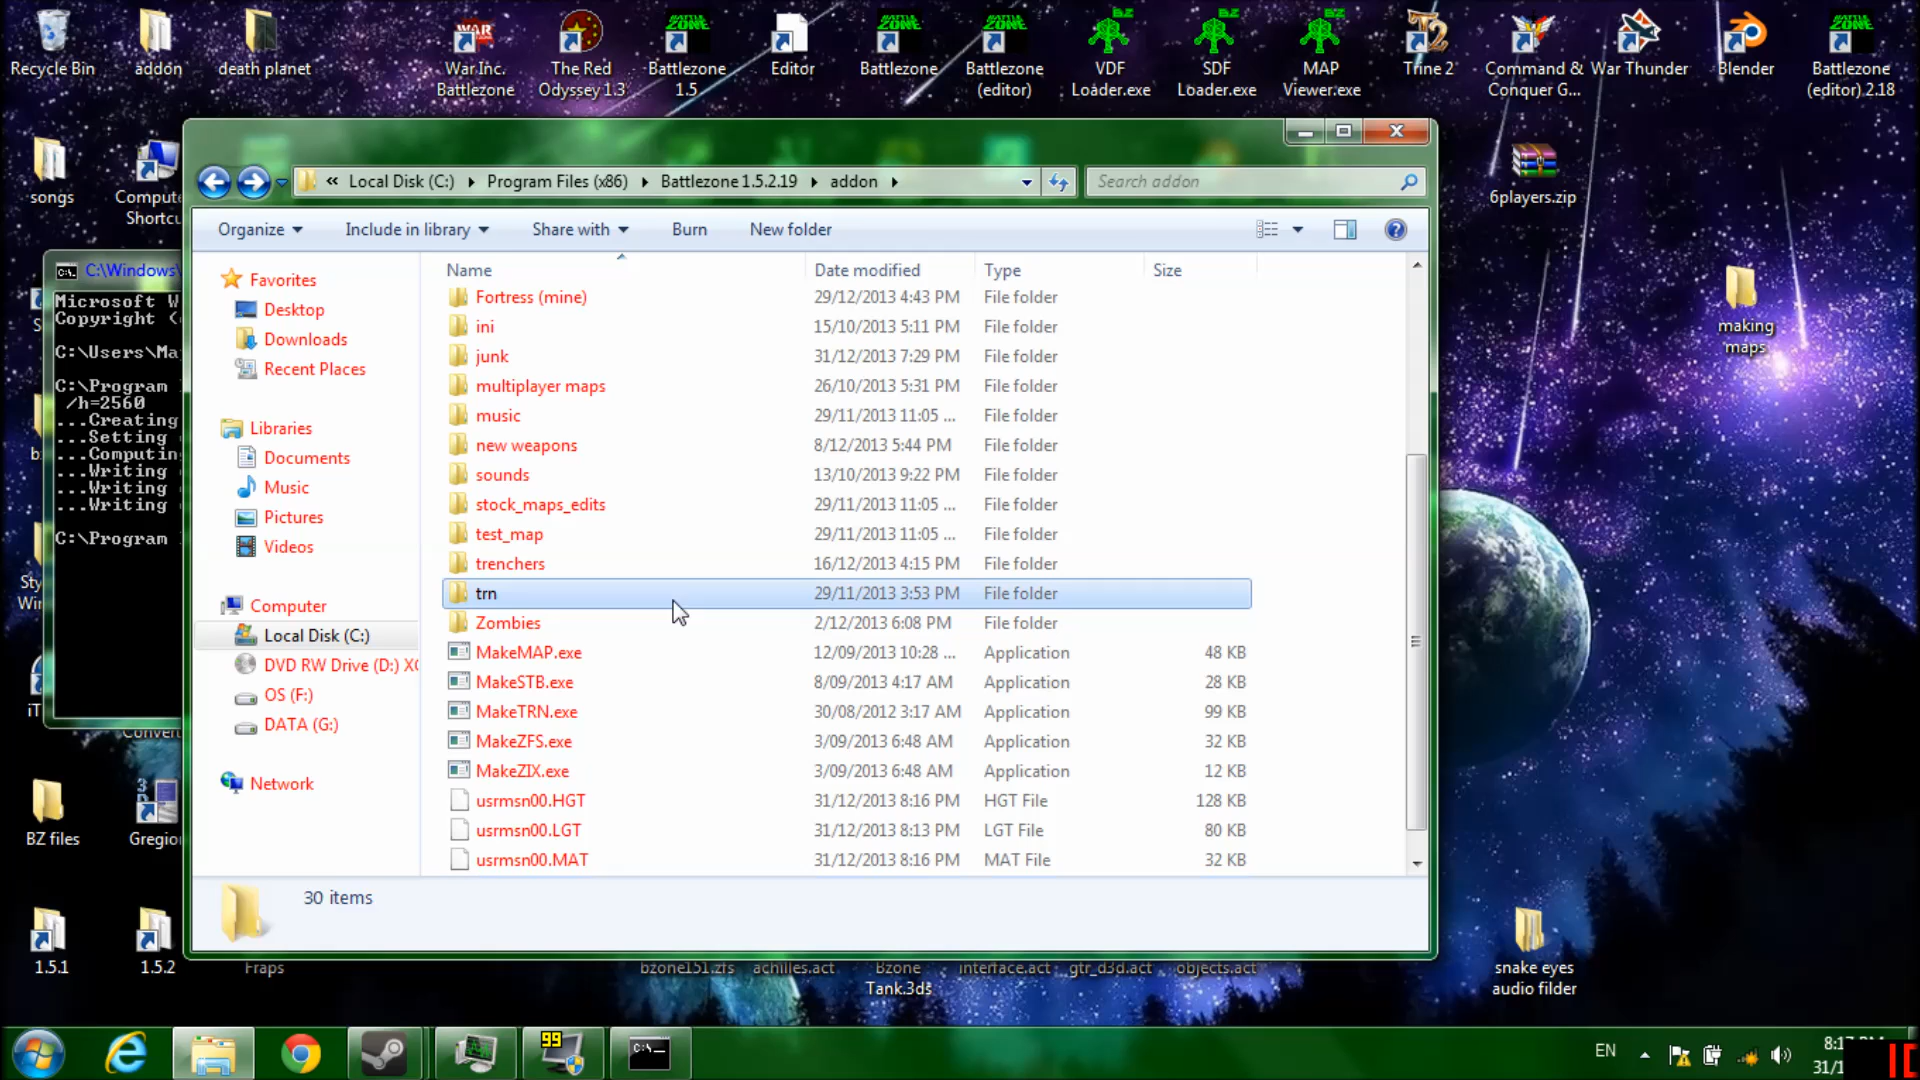 Recycle Bin
addon
death planet
War Inc.
Battlezone
The Red
Odyssey 1.3
Battlezone
1.5
Editor
Battlezone
Battlezone
(editor)
VDF
Loader.exe
SDF
Loader.exe
MAP
Viewer.exe
Trine 2
Command &
Conquer G...
War Thunder
Blender
Battlezone
(editor) 2.18
songs
Shortcu
6players.zip
making
maps
« Local Disk (C:) Program Files (x86) Battlezone 1.5.2.19 addon
Search addon
Organize Include in library Share with Burn New folder
C:\Windows\
Microsoft W
Copyright <
C:\Users\Ma
C:\Program
/h=2560
...Creating
...Setting
...Computing
...Writing
...Writing
...Writing
C:\Program
Favorites
Desktop
Downloads
Recent Places
Libraries
Documents
Music
Pictures
Videos
Computer
Local Disk (C:)
DVD RW Drive (D:) XC
OS (F:)
DATA (G:)
Network
Name Date modified Type Size
Fortress (mine) 29/12/2013 4:43 PM File folder
ini 15/10/2013 5:11 PM File folder
junk 31/12/2013 7:29 PM File folder
multiplayer maps 26/10/2013 5:31 PM File folder
music 29/11/2013 11:05 ... File folder
new weapons 8/12/2013 5:44 PM File folder
sounds 13/10/2013 9:22 PM File folder
stock_maps_edits 29/11/2013 11:05 ... File folder
test_map 29/11/2013 11:05 ... File folder
trenchers 16/12/2013 4:15 PM File folder
trn 29/11/2013 3:53 PM File folder
Zombies 2/12/2013 6:08 PM File folder
MakeMAP.exe 12/09/2013 10:28 ... Application 48 KB
MakeSTB.exe 8/09/2013 4:17 AM Application 28 KB
MakeTRN.exe 30/08/2012 3:17 AM Application 99 KB
MakeZFS.exe 3/09/2013 6:48 AM Application 32 KB
MakeZIX.exe 3/09/2013 6:48 AM Application 12 KB
usrmsn00.HGT 31/12/2013 8:16 PM HGT File 128 KB
usrmsn00.LGT 31/12/2013 8:13 PM LGT File 80 KB
usrmsn00.MAT 31/12/2013 8:16 PM MAT File 32 KB
30 items
BZ files
Gregion
1.5.1
1.5.2
Fraps
bzone151.zfs
achilles.act
Bzone
Tank.3ds
interface.act
gtr_d3d.act
objects.act
snake eyes
audio filder
99
EN